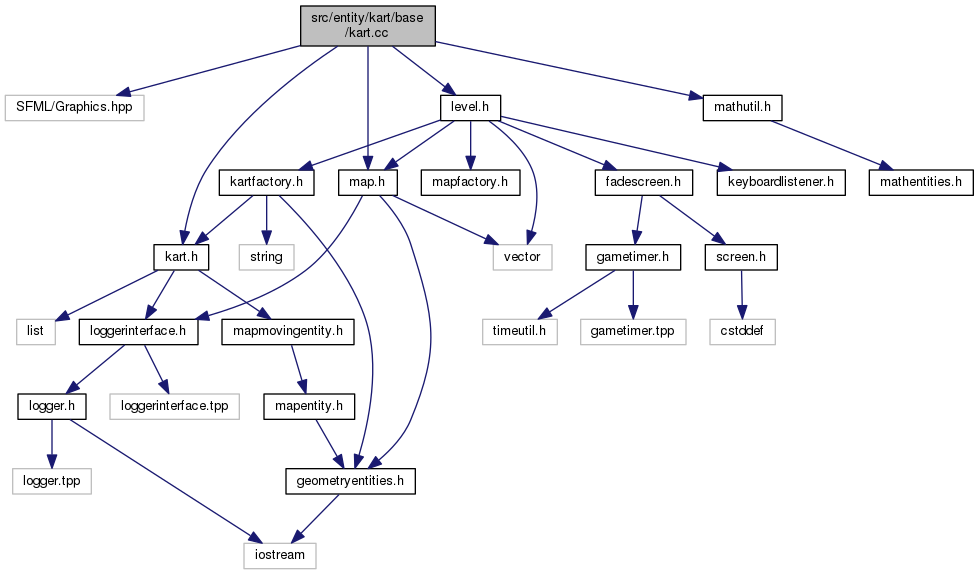 src/entity/kart/base
/kart.cc
SFML/Graphics.hpp
level.h
mathutil.h
kartfactory.h
map.h
mapfactory.h
fadescreen.h
keyboardlistener.h
mathentities.h
kart.h
string
vector
gametimer.h
screen.h
list
loggerinterface.h
mapmovingentity.h
timeutil.h
gametimer.tpp
cstddef
logger.h
loggerinterface.tpp
mapentity.h
logger.tpp
geometryentities.h
iostream